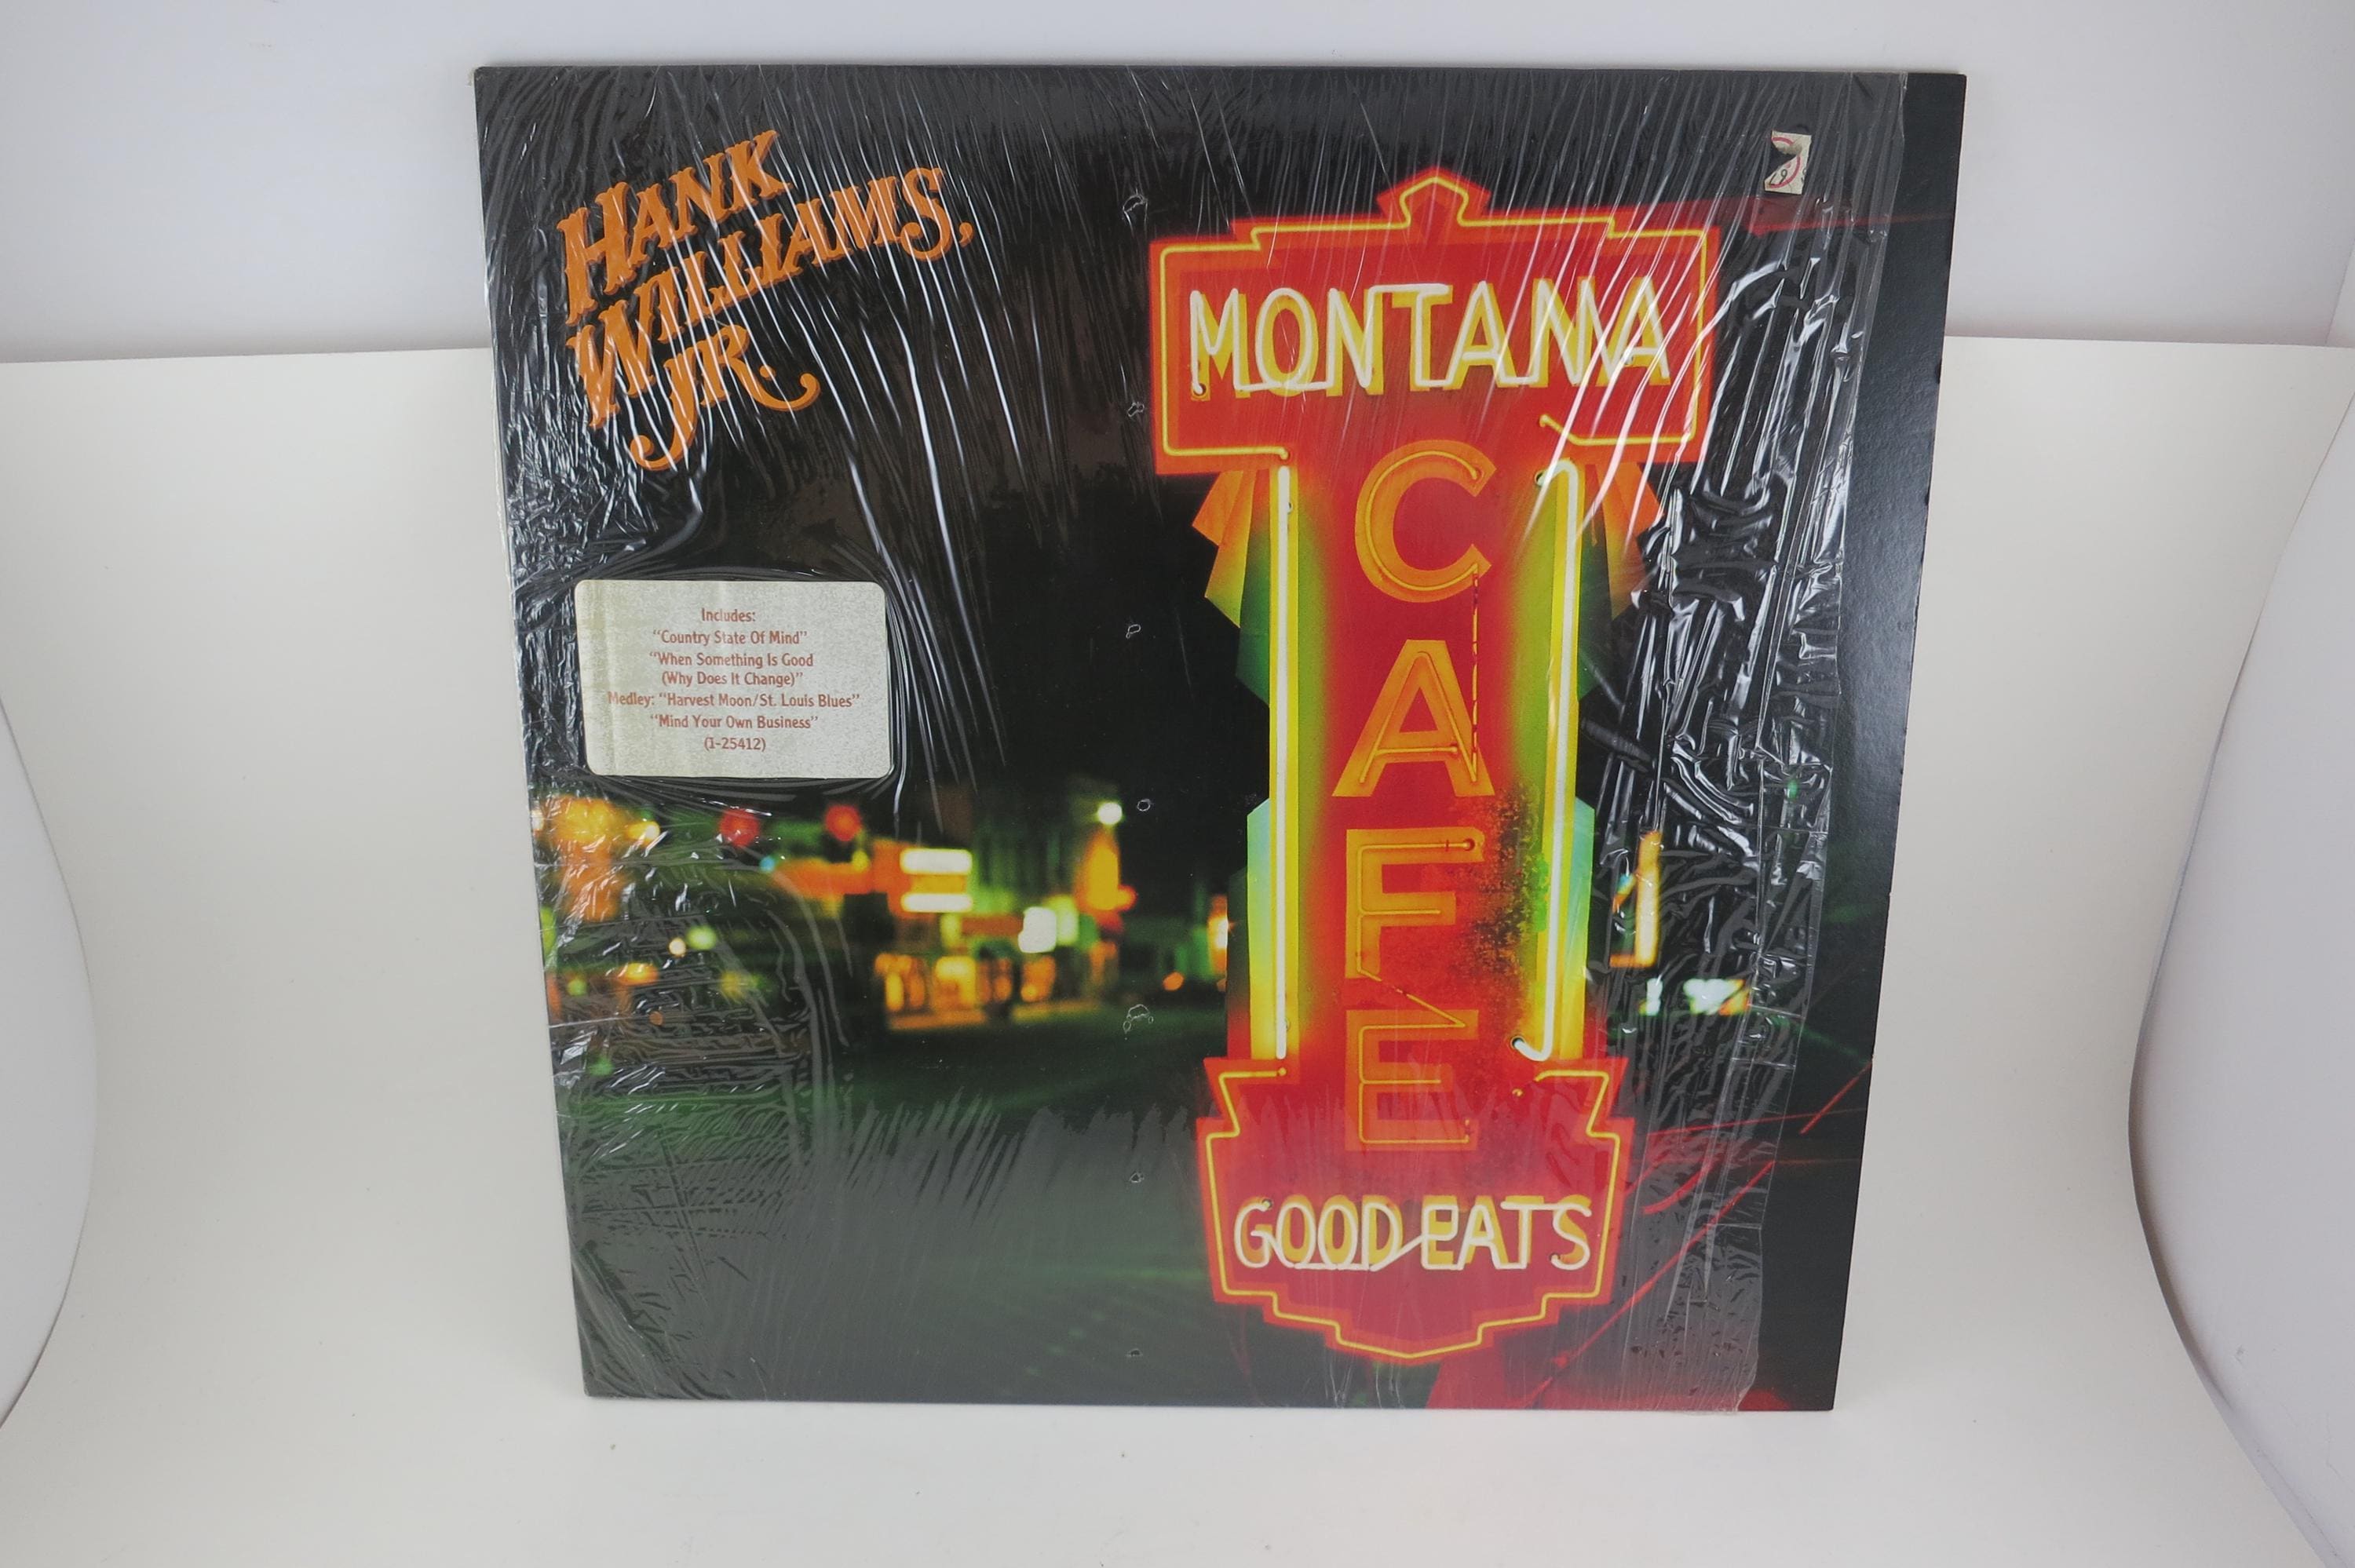 HANK
WILLIAMS,
JR.
MONTANA
CAFE
GOOD EATS
Includes:
"Country State Of Mind"
"When Something Is Good
(Why Does It Change)"
Medley: "Harvest Moon/St. Louis Blues"
"Mind Your Own Business"
(1-25412)